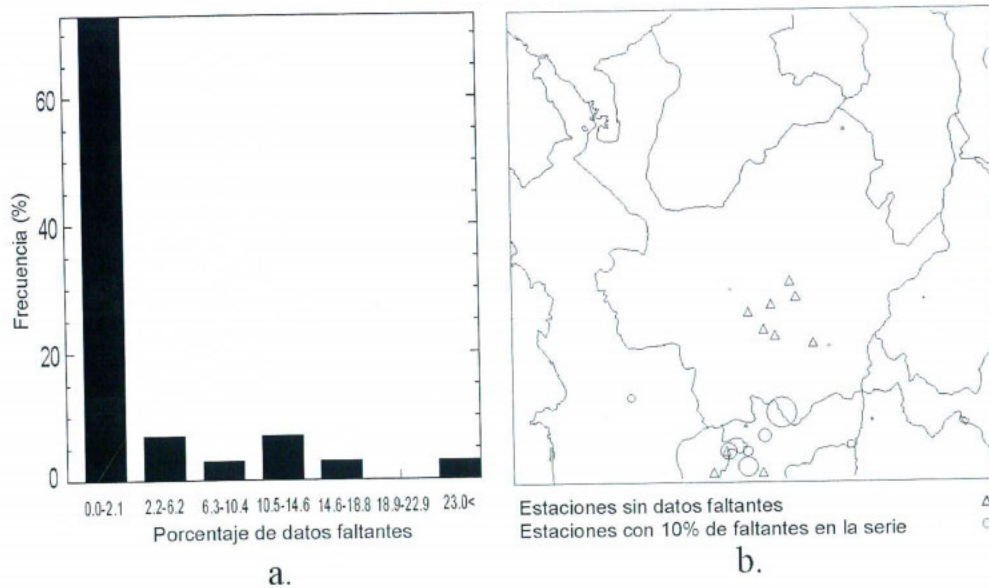 Frecuencia (%)
60
40
20
0
0.0-2.1 2.2-6.2 6.3-10.4 10.5-14.6 14.6-18.8 18.9-22.9 23.0<
Porcentaje de datos faltantes
a.
Estaciones sin datos faltantes
Estaciones con 10% de faltantes en la serie
b.